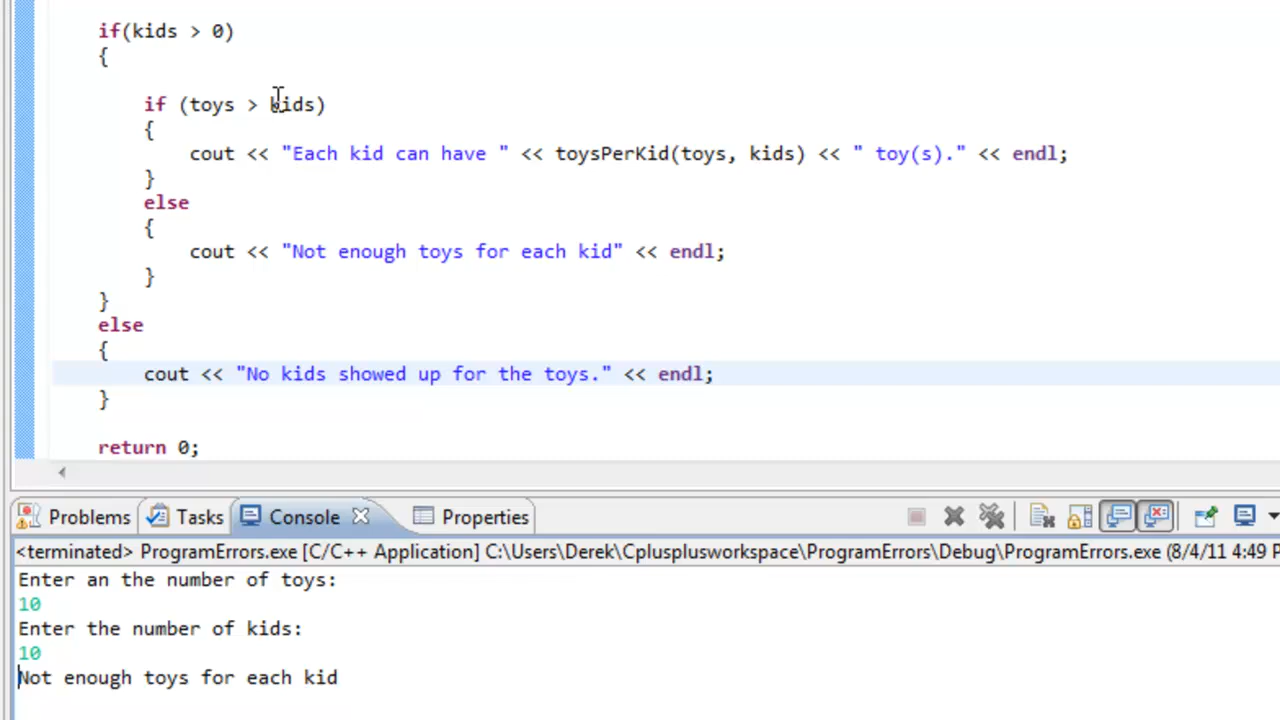 if(kids > 0)
{
if (toys > kids)
{
cout << "Each kid can have " << toysPerKid(toys, kids) << " toy(s)." << endl;
}
else
{
cout << "Not enough toys for each kid" << endl;
}
}
else
{
cout << "No kids showed up for the toys." << endl;
}
return 0;
Problems Tasks Console Properties
<terminated> ProgramErrors.exe [C/C++ Application] C:\Users\Derek\Cplusplusworkspace\ProgramErrors\Debug\ProgramErrors.exe (8/4/11 4:49 P
Enter an the number of toys:
10
Enter the number of kids:
10
Not enough toys for each kid